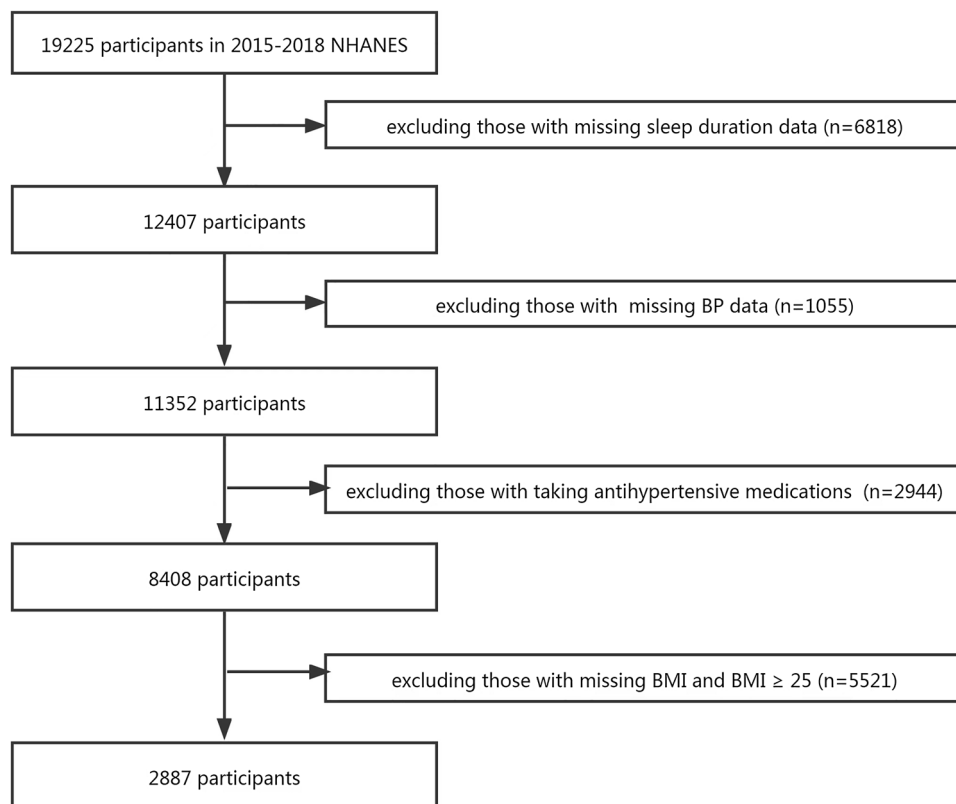 19225 participants in 2015-2018 NHANES
excluding those with missing sleep duration data (n=6818)
12407 participants
excluding those with  missing BP data (n=1055)
11352 participants
excluding those with taking antihypertensive medications  (n=2944)
8408 participants
excluding those with missing BMI and BMI ≥ 25 (n=5521)
2887 participants